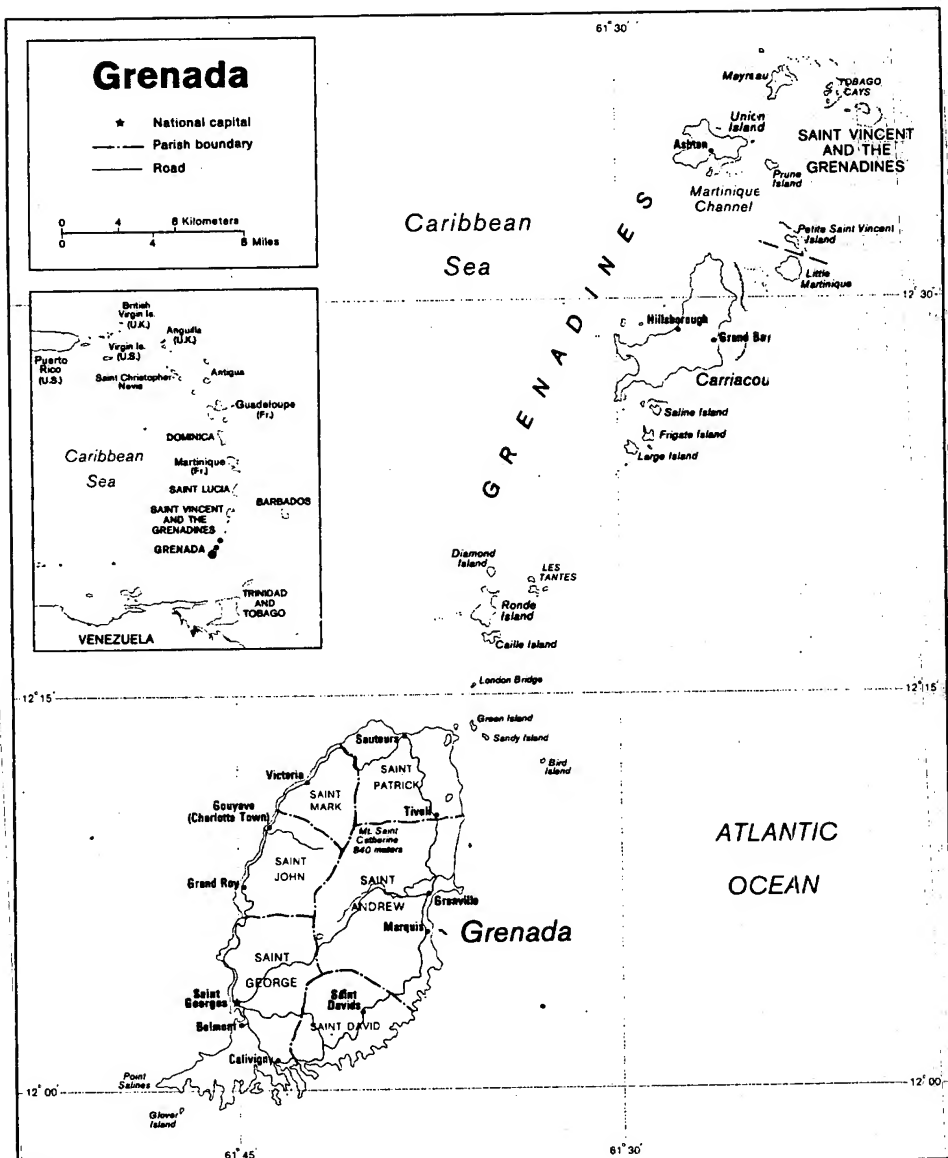 61°30'
Grenada
★ National capital
Parish boundary
Road
0 4 8 Kilometers
0 4 8 Miles
Mayreau
TOBAGO
CAYS
Union
Island
Ashton
SAINT VINCENT
AND THE
GRENADINES
Prune
Island
Martinique
Channel
Caribbean
Sea
GRENADINES
Petite Saint Vincent
Island
Little
Martinique
12°30'
Hillsborough
Grand Bay
Carriacou
Saline Island
Frigate Island
Large Island
British
Virgin Is.
(U.K.)
Anguilla
(U.K.)
Puerto
Rico
(U.S.)
Virgin Is.
(U.S.)
Saint Christopher-
Nevis
Antigua
Guadeloupe
(Fr.)
DOMINICA
Caribbean
Sea
Martinique
(Fr.)
SAINT LUCIA
BARBADOS
SAINT VINCENT
AND THE
GRENADINES
GRENADA
TRINIDAD
AND
TOBAGO
VENEZUELA
Diamond
Island
LES
TANTES
Ronde
Island
Caille Island
London Bridge
12°15'
12°15'
Green Island
Sandy Island
Bird
Island
Sauteurs
SAINT
PATRICK
Victoria
SAINT
MARK
Gouyave
(Charlotte Town)
Tivoli
Mt. Saint
Catherine
840 meters
ATLANTIC
OCEAN
SAINT
JOHN
Grand Roy
SAINT
ANDREW
Grenville
Marquis
Grenada
SAINT
GEORGE
Saint
Georges
Saint
Davids
Belmont
SAINT DAVID
Calivigny
Point
Salines
12°00'
12°00'
Glover
Island
61°45'
61°30'